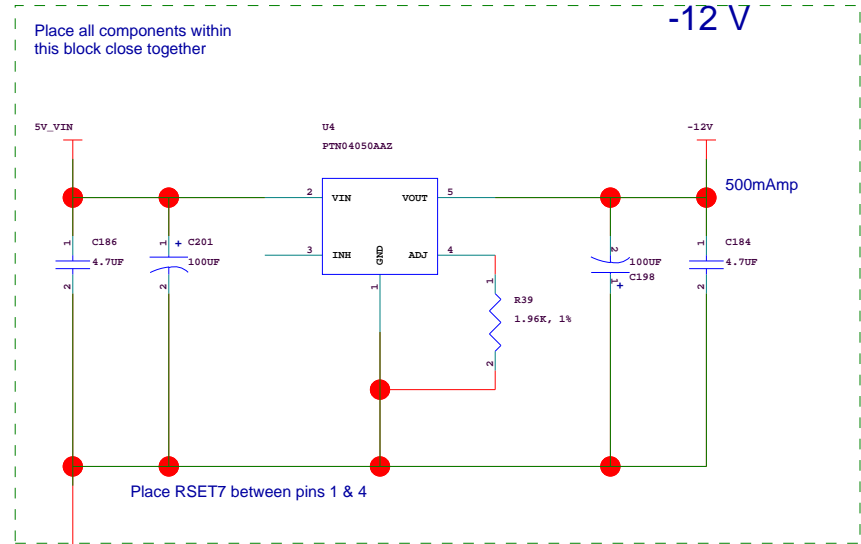 -12 V
Place all components within
this block close together
5V_VIN
U4
PTN04050AAZ
-12V
500mAmp
2
VIN
VOUT
5
1
C186
4.7UF
2
1
+
C201
100UF
2
3
INH
GND
ADJ
4
1
1
R39
1.96K, 1%
2
2
100UF
C198
1
+
1
C184
4.7UF
2
Place RSET7 between pins 1 & 4